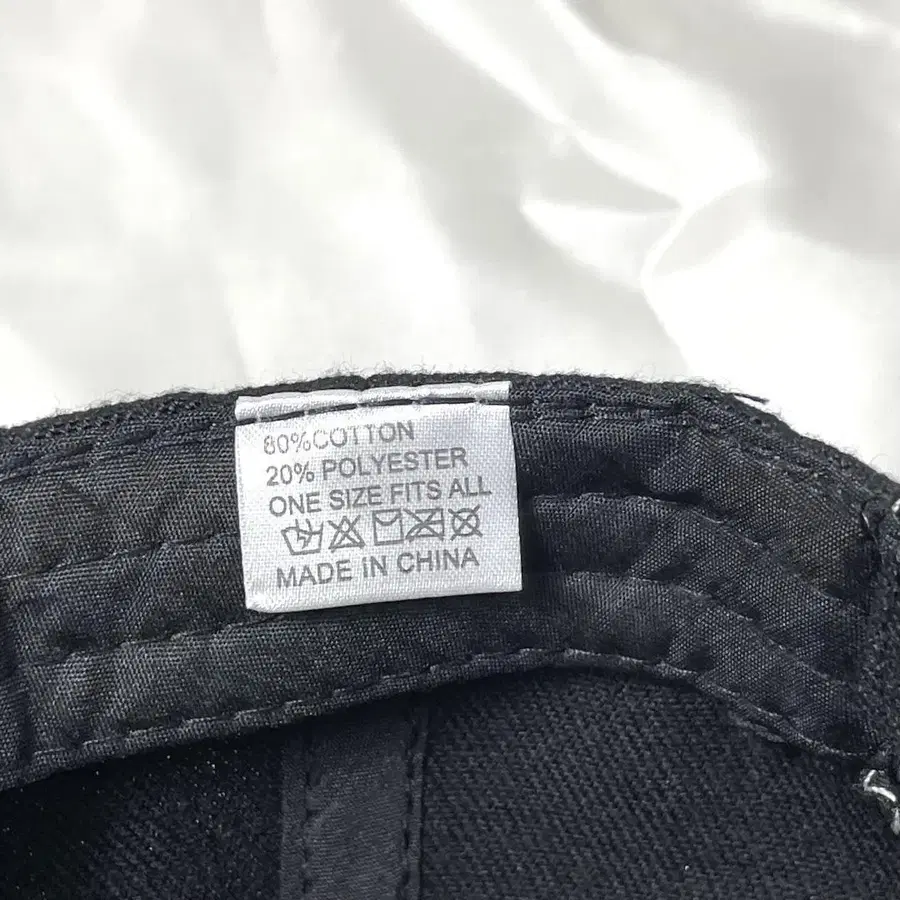 80%COTTON
20% POLYESTER
ONE SIZE FITS ALL
MADE IN CHINA